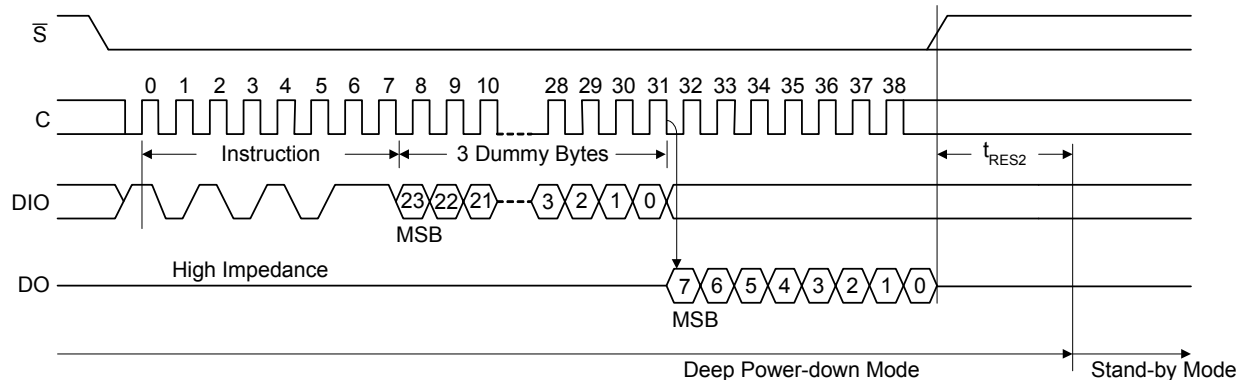 S
0 1 2 3 4 5 6 7 8 9 10 28 29 30 31 32 33 34 35 36 37 38
C
Instruction 3 Dummy Bytes tRES2
DIO 23 22 21 3 2 1 0
MSB
High Impedance
DO 7 6 5 4 3 2 1 0
MSB
Deep Power-down Mode Stand-by Mode